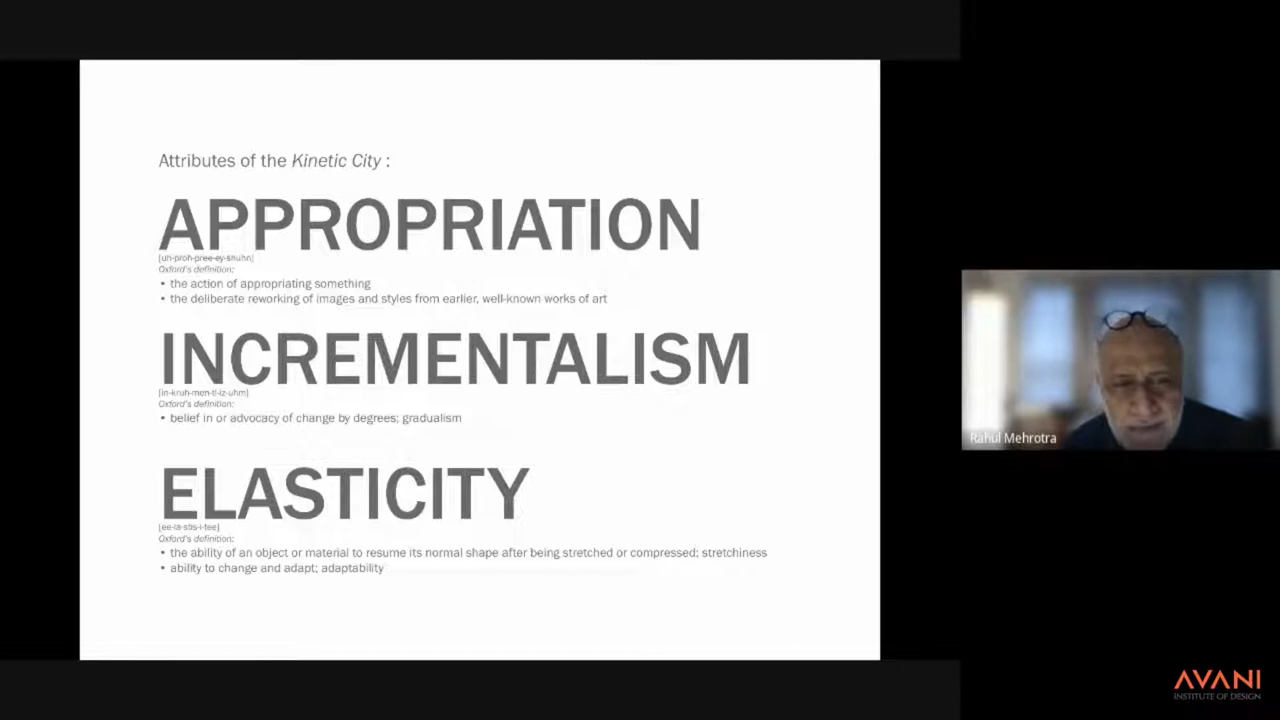 Attributes of the Kinetic City :
APPROPRIATION
[uh-proh-pree-ey-shuhn]
Oxford's definition:
• the action of appropriating something
• the deliberate reworking of images and styles from earlier, well-known works of art
INCREMENTALISM
[in-kruh-men-tl-iz-uhm]
Oxford's definition:
• belief in or advocacy of change by degrees; gradualism
ELASTICITY
[ee-la-stis-i-tee]
Oxford's definition:
• the ability of an object or material to resume its normal shape after being stretched or compressed; stretchiness
• ability to change and adapt; adaptability
Rahul Mehrotra
AVANI
INSTITUTE OF DESIGN